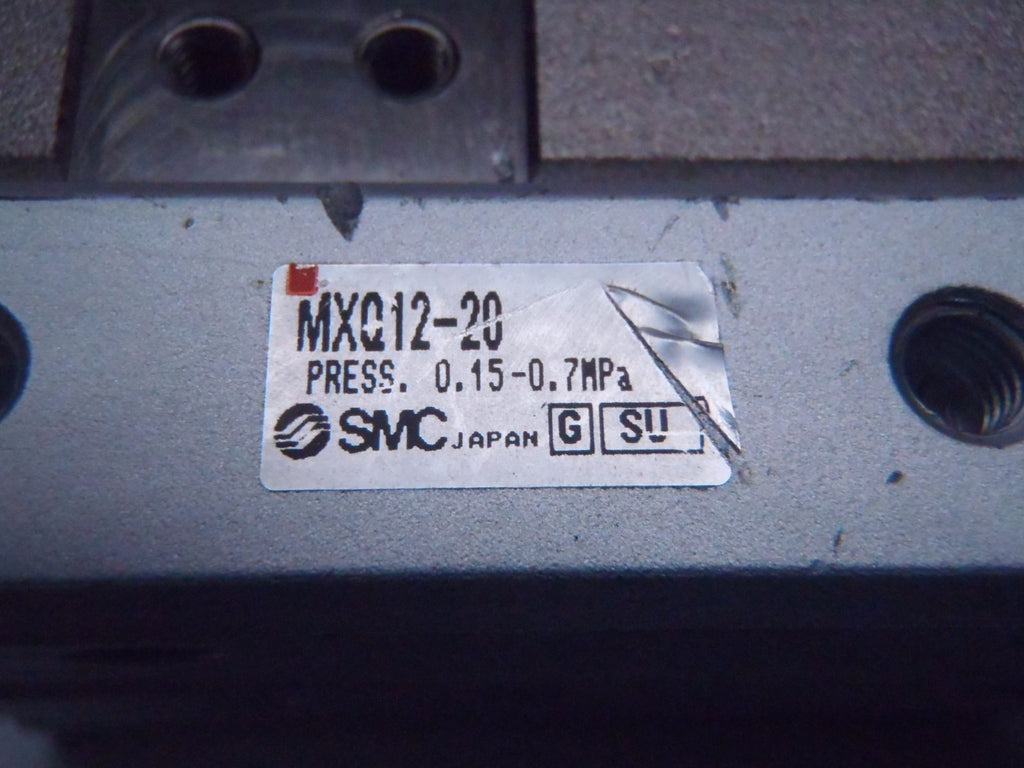 MXQ12-20
PRESS. 0.15-0.7MPa
SMC JAPAN G SU